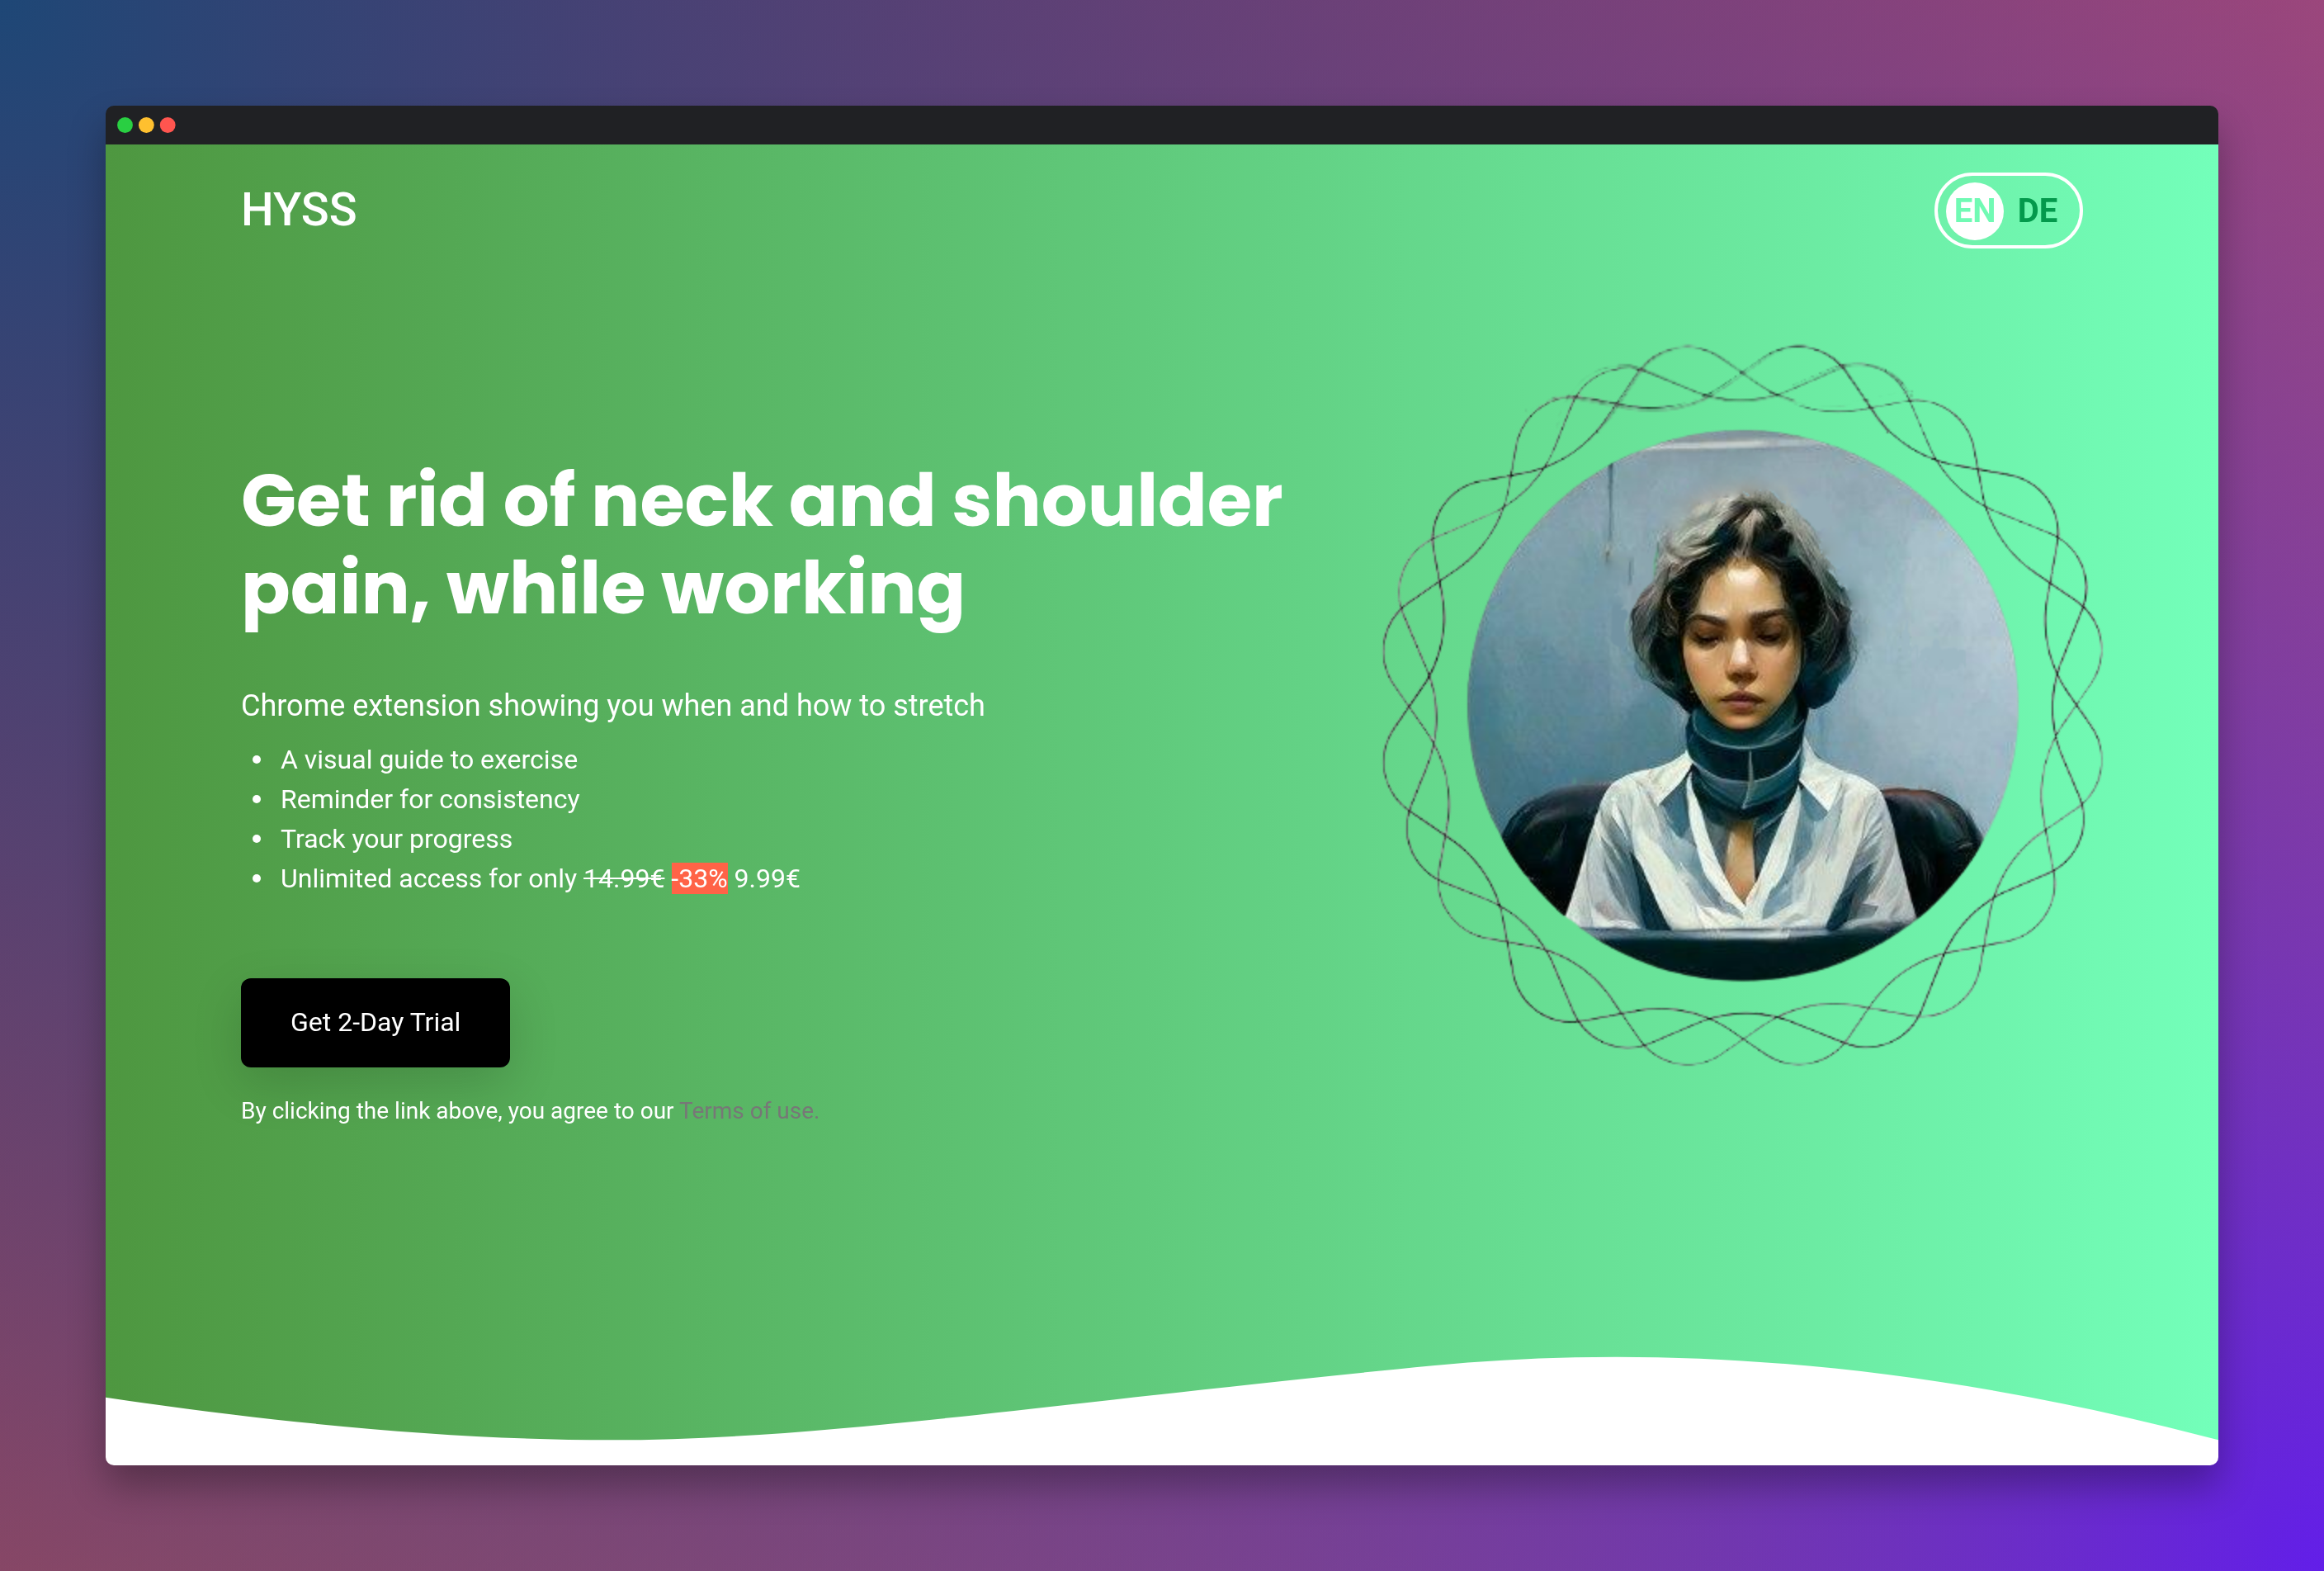 HYSS
EN DE
Get rid of neck and shoulder
pain, while working
Chrome extension showing you when and how to stretch
• A visual guide to exercise
• Reminder for consistency
• Track your progress
• Unlimited access for only 14.99€ -33% 9.99€
Get 2-Day Trial
By clicking the link above, you agree to our Terms of use.